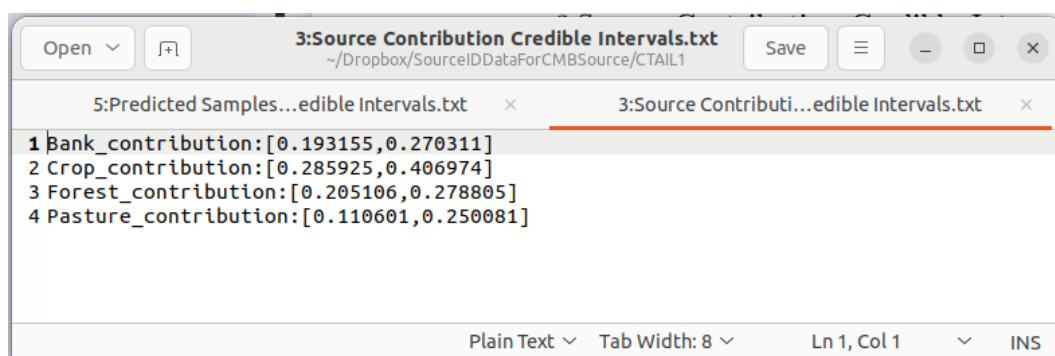 Open
3:Source Contribution Credible Intervals.txt
~/Dropbox/SourceIDDataForCMBSource/CTAIL1
Save
5:Predicted Samples…edible Intervals.txt
3:Source Contributi…edible Intervals.txt
1 Bank_contribution:[0.193155,0.270311]
2 Crop_contribution:[0.285925,0.406974]
3 Forest_contribution:[0.205106,0.278805]
4 Pasture_contribution:[0.110601,0.250081]
Plain Text Tab Width: 8 Ln 1, Col 1 INS